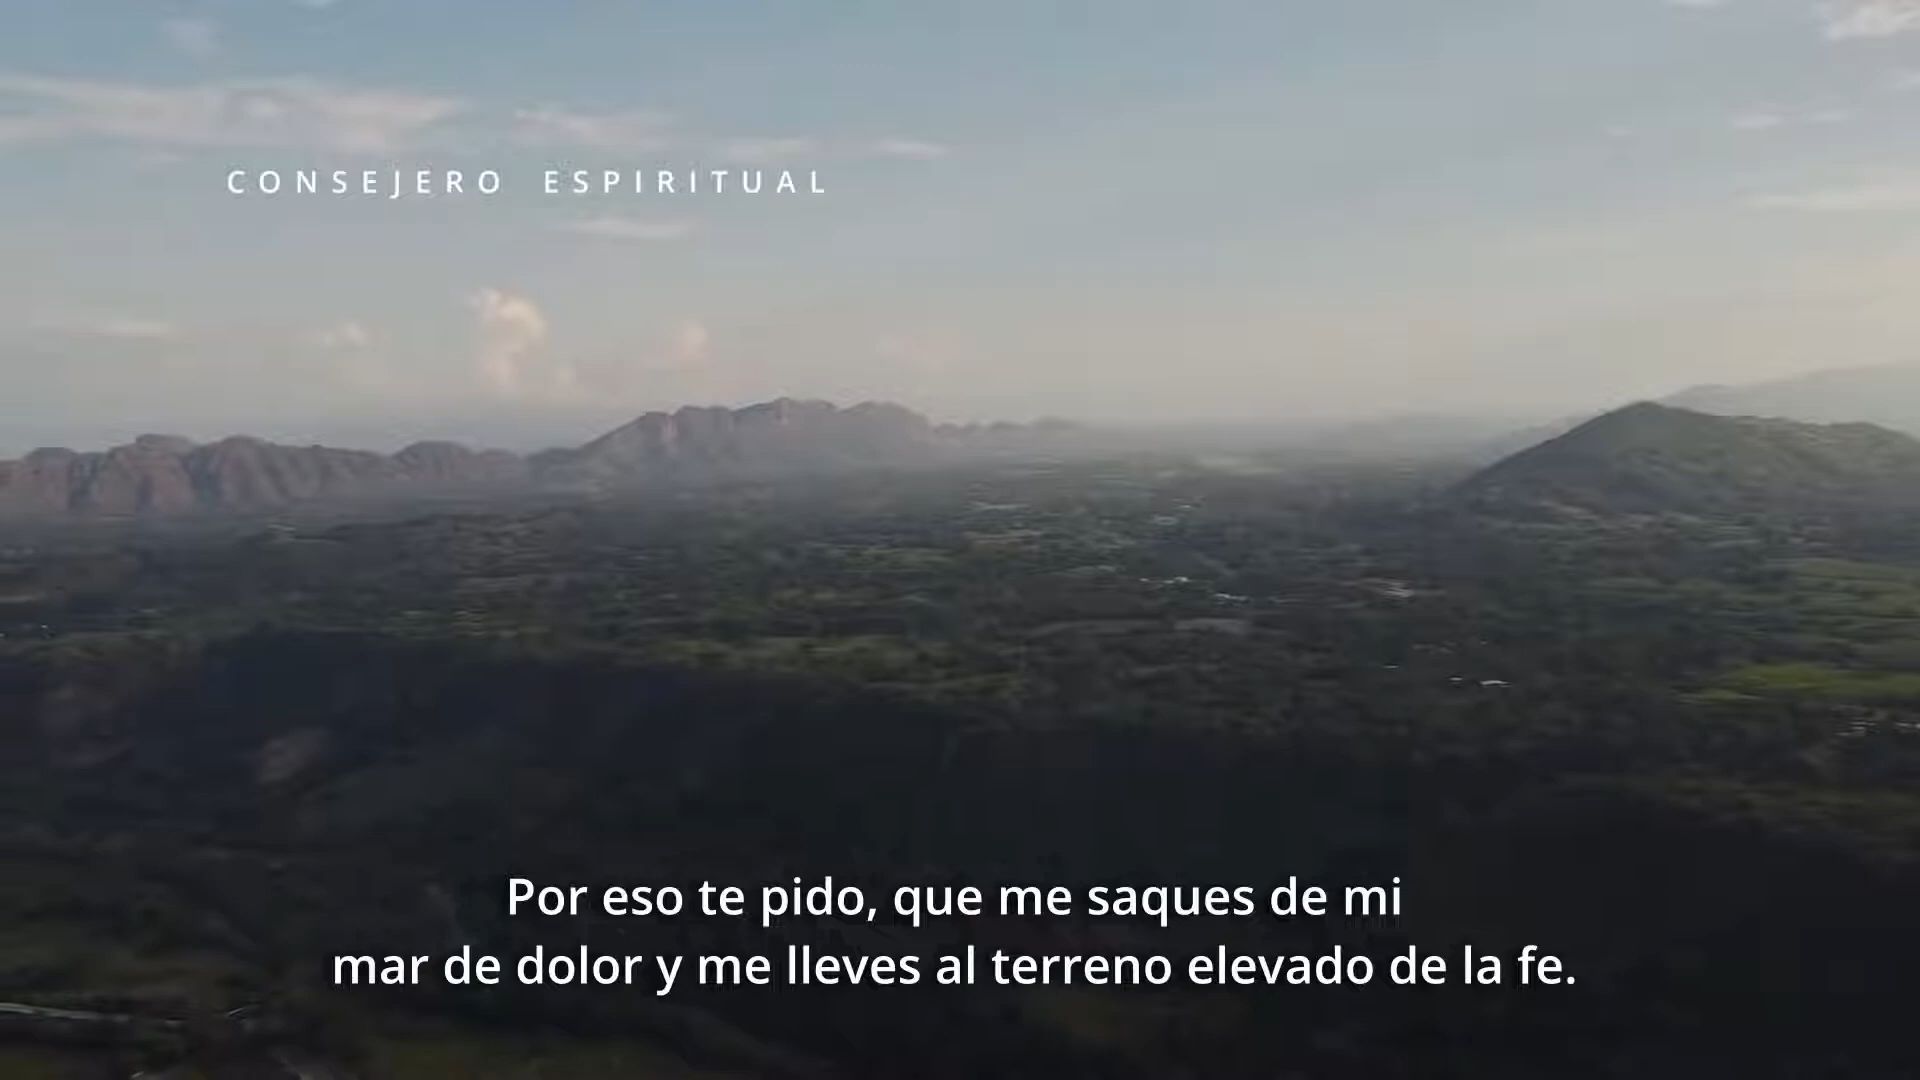 CONSEJERO ESPIRITUAL
Por eso te pido, que me saques de mi
mar de dolor y me lleves al terreno elevado de la fe.